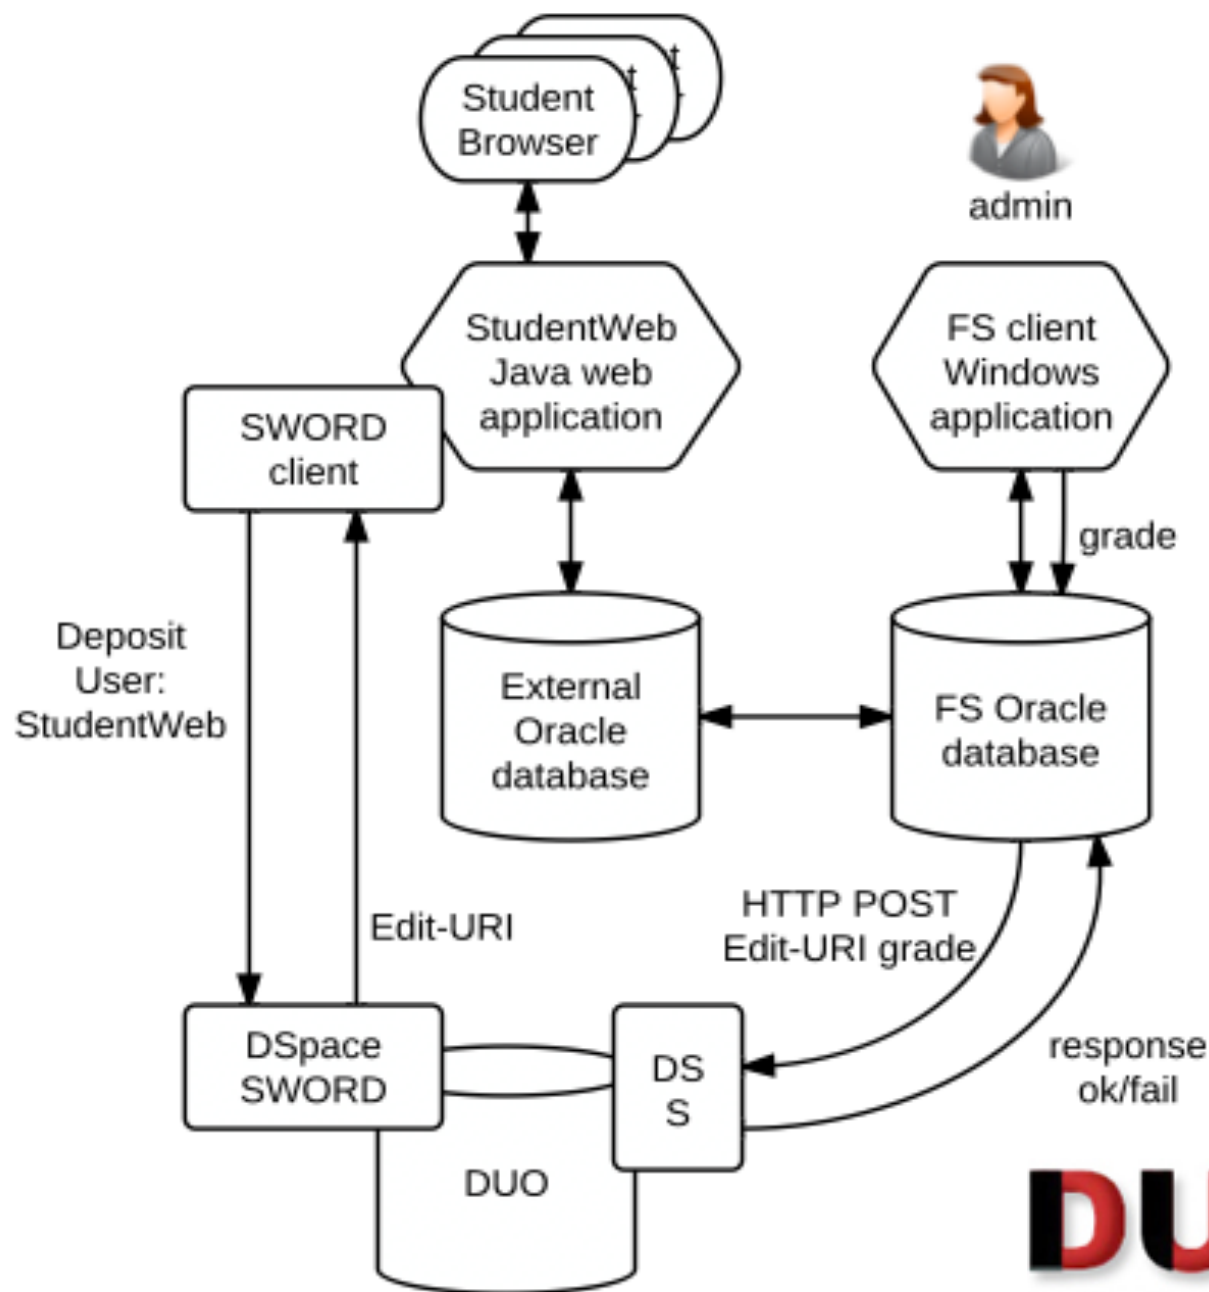 t
t
Student
Browser
admin
StudentWeb
Java web
application
FS client
Windows
application
SWORD
client
grade
Deposit
User:
StudentWeb
External
Oracle
database
FS Oracle
database
HTTP POST
Edit-URI grade
Edit-URI
DSpace
SWORD
DS
S
response
ok/fail
DUO
DU